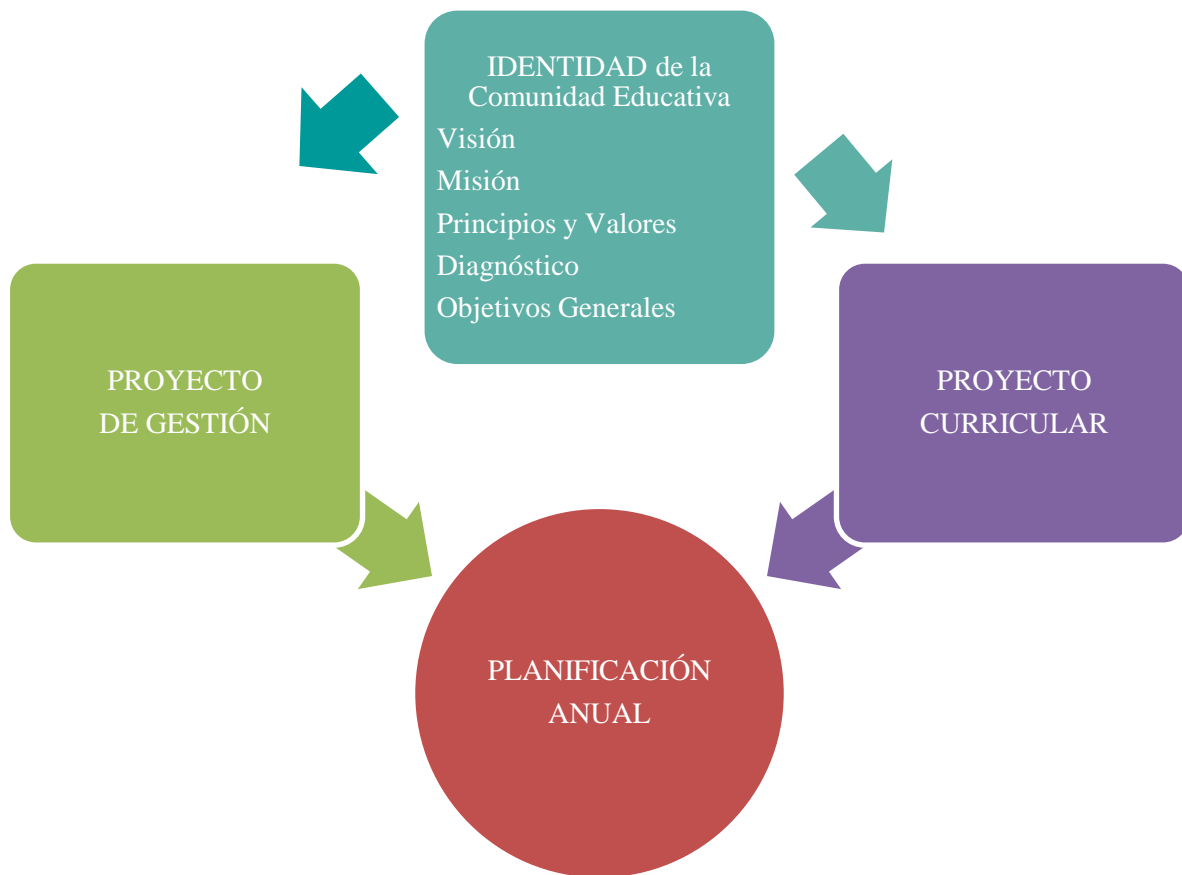 IDENTIDAD de la
Comunidad Educativa
Visión
Misión
Principios y Valores
Diagnóstico
Objetivos Generales
PROYECTO
DE GESTIÓN
PROYECTO
CURRICULAR
PLANIFICACIÓN
ANUAL